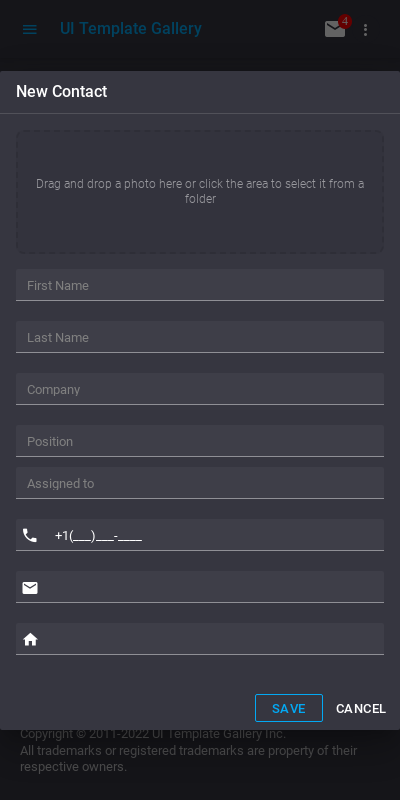 UI Template Gallery
4
New Contact
Drag and drop a photo here or click the area to select it from a
folder
First Name
Last Name
Company
Position
Assigned to
+1(___)___-____
SAVE
CANCEL
Copyright © 2011-2022 UI Template Gallery Inc.
All trademarks or registered trademarks are property of their
respective owners.